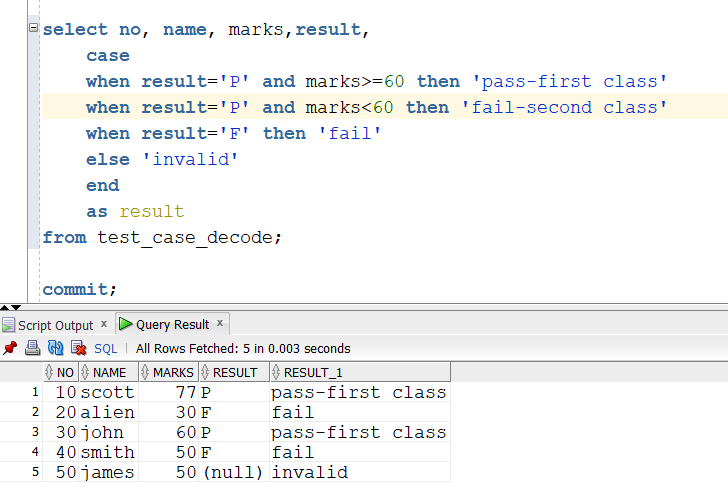 select no, name, marks,result,
case
when result='P' and marks>=60 then 'pass-first class'
when result='P' and marks<60 then 'fail-second class'
when result='F' then 'fail'
else 'invalid'
end
as result
from test_case_decode;
commit;
Script Output x Query Result x
SQL All Rows Fetched: 5 in 0.003 seconds
NO NAME MARKS RESULT RESULT_1
1 10 scott 77 P pass-first class
2 20 alien 30 F fail
3 30 john 60 P pass-first class
4 40 smith 50 F fail
5 50 james 50 (null) invalid